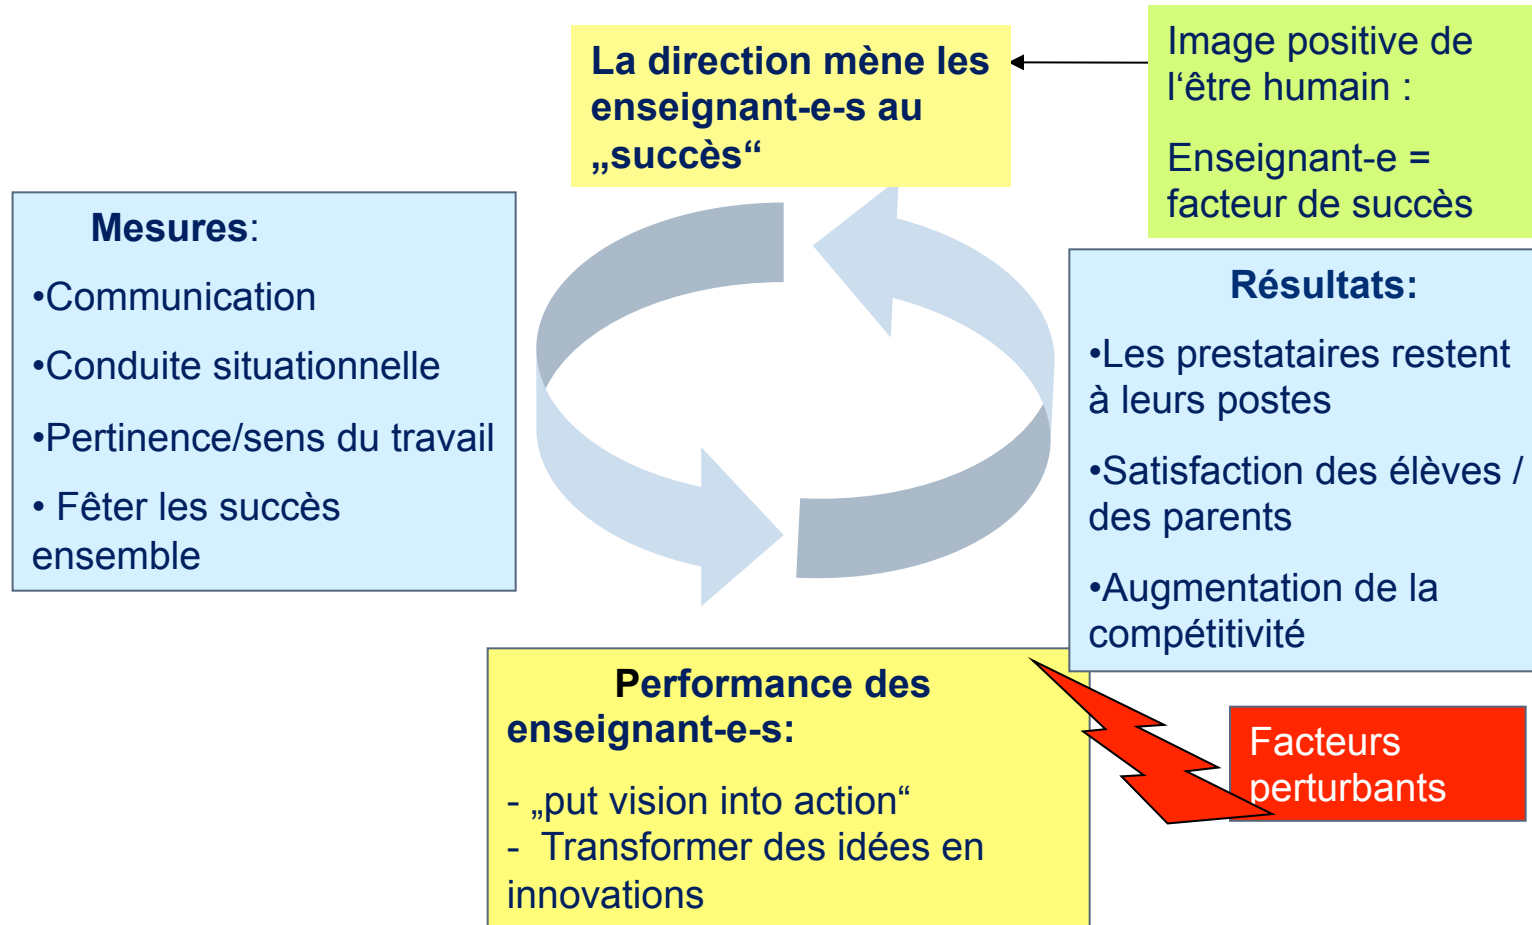 La direction mène les
enseignant-e-s au
„succès“
Image positive de
l‘être humain :
Enseignant-e =
facteur de succès
Mesures:
•Communication
•Conduite situationnelle
•Pertinence/sens du travail
• Fêter les succès
ensemble
Résultats:
•Les prestataires restent
à leurs postes
•Satisfaction des élèves /
des parents
•Augmentation de la
compétitivité
Performance des
enseignant-e-s:
- „put vision into action“
- Transformer des idées en
innovations
Facteurs
perturbants